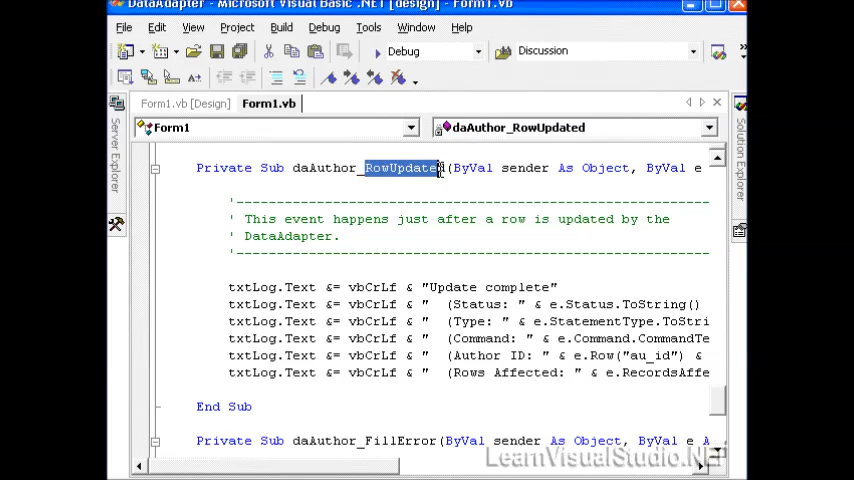 DataAdapter - Microsoft Visual Basic .NET [design] - Form1.vb
File Edit View Project Build Debug Tools Window Help
Debug Discussion
Form1.vb [Design] Form1.vb
Form1 daAuthor_RowUpdated
Server Explorer
Solution Explorer
Private Sub daAuthor_RowUpdated(ByVal sender As Object, ByVal e
'------------------------------------------------------------
' This event happens just after a row is updated by the
' DataAdapter.
'------------------------------------------------------------
txtLog.Text &= vbCrLf & "Update complete"
txtLog.Text &= vbCrLf & "  (Status: " & e.Status.ToString()
txtLog.Text &= vbCrLf & "  (Type: " & e.StatementType.ToStri
txtLog.Text &= vbCrLf & "  (Command: " & e.Command.CommandTe
txtLog.Text &= vbCrLf & "  (Author ID: " & e.Row("au_id") &
txtLog.Text &= vbCrLf & "  (Rows Affected: " & e.RecordsAffe
End Sub
Private Sub daAuthor_FillError(ByVal sender As Object, ByVal e A
LearnVisualStudio.NET